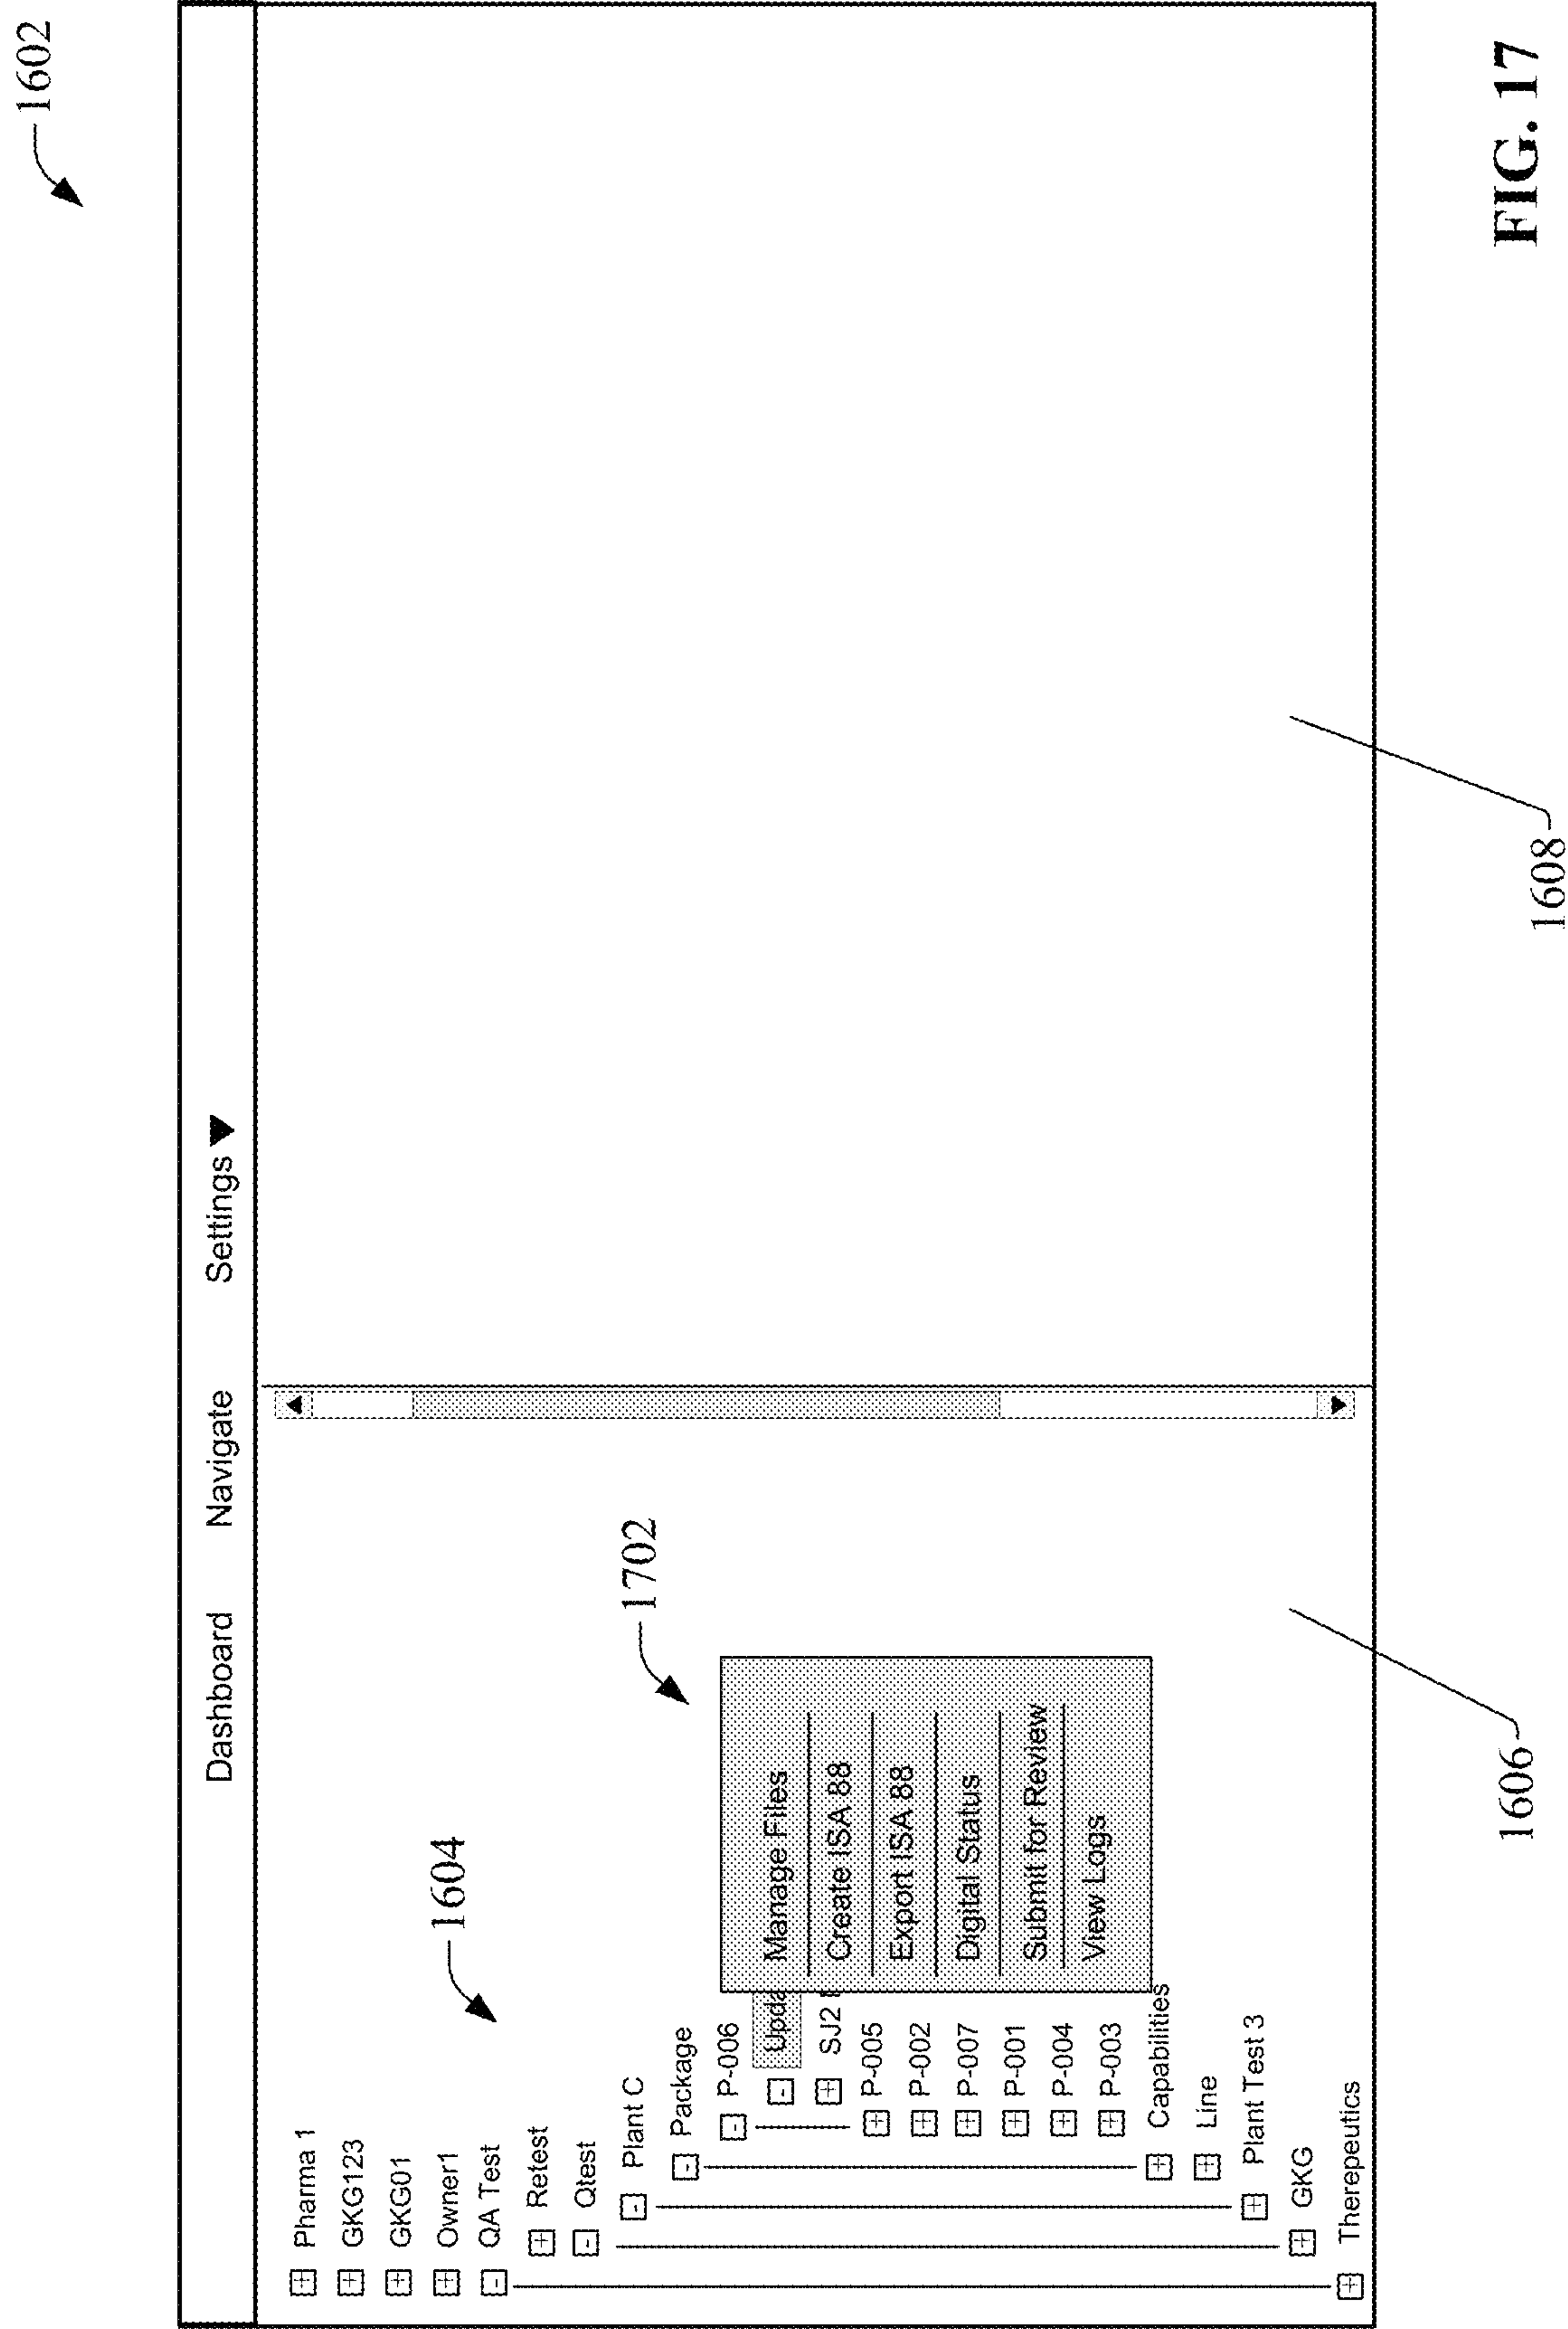 1602
Dashboard Navigate Settings
Pharma 1
GKG123
GKG01
Owner1
QA Test
Retest
Qtest
Plant C
Package
P-006
Upda
SJ2
P-005
P-002
P-007
P-001
P-004
P-003
Capabilities
Line
Plant Test 3
GKG
Therepeutics
1604
1702
Manage Files
Create ISA 88
Export ISA 88
Digital Status
Submit for Review
View Logs
1606
1608
FIG. 17